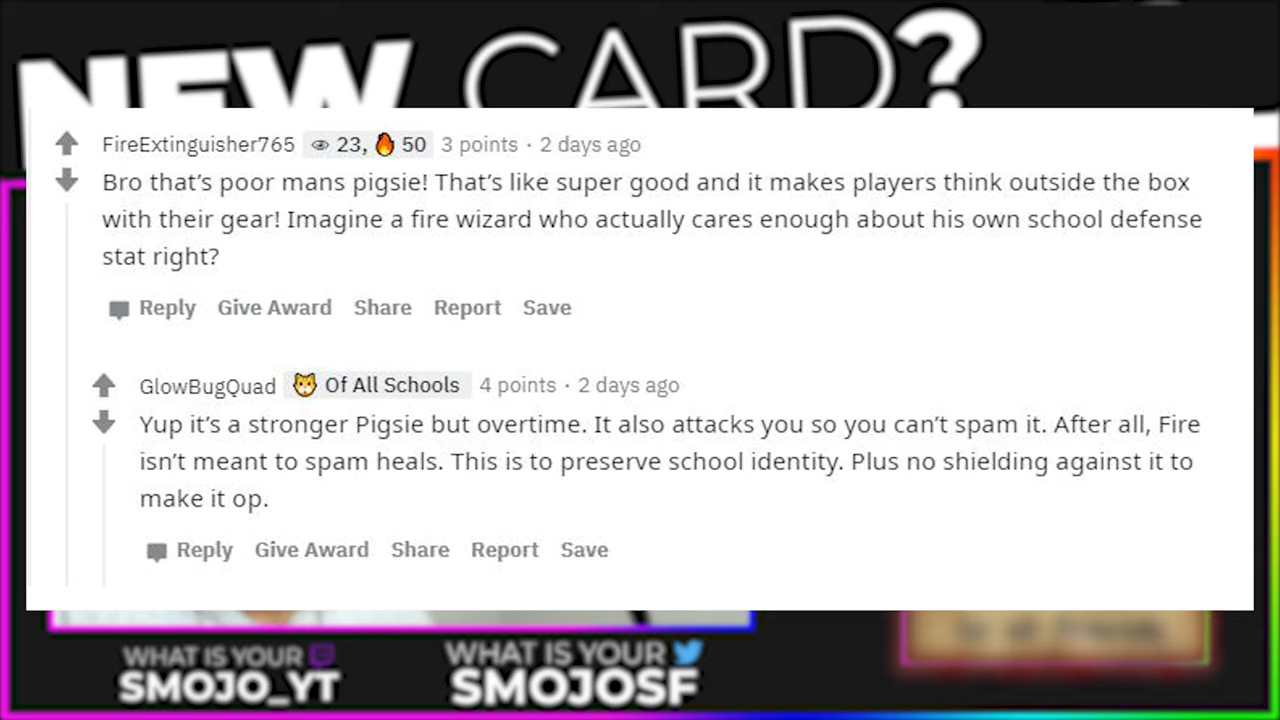 NEW CARD?
FireExtinguisher765 23, 🔥 50 3 points · 2 days ago
Bro that's poor mans pigsie! That's like super good and it makes players think outside the box
with their gear! Imagine a fire wizard who actually cares enough about his own school defense
stat right?
Reply Give Award Share Report Save
GlowBugQuad 🐱 Of All Schools 4 points · 2 days ago
Yup it's a stronger Pigsie but overtime. It also attacks you so you can't spam it. After all, Fire
isn't meant to spam heals. This is to preserve school identity. Plus no shielding against it to
make it op.
Reply Give Award Share Report Save
WHAT IS YOUR
SMOJO_YT
WHAT IS YOUR
SMOJOSF